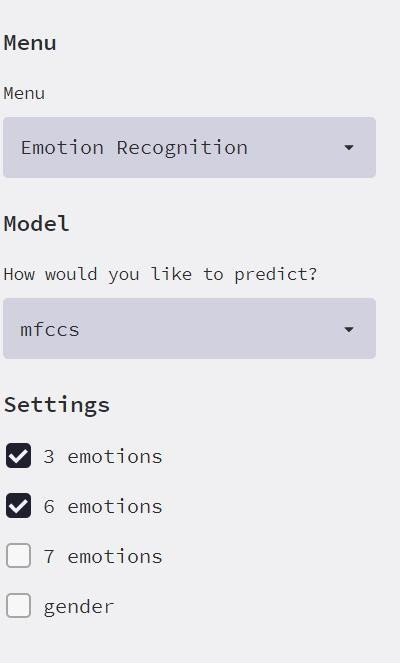 Menu
Menu
Emotion Recognition
Model
How would you like to predict?
mfccs
Settings
3 emotions
6 emotions
7 emotions
gender